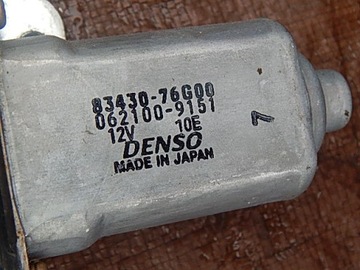 83430-76G00
062100-9151
12V 10E
DENSO
MADE IN JAPAN
7